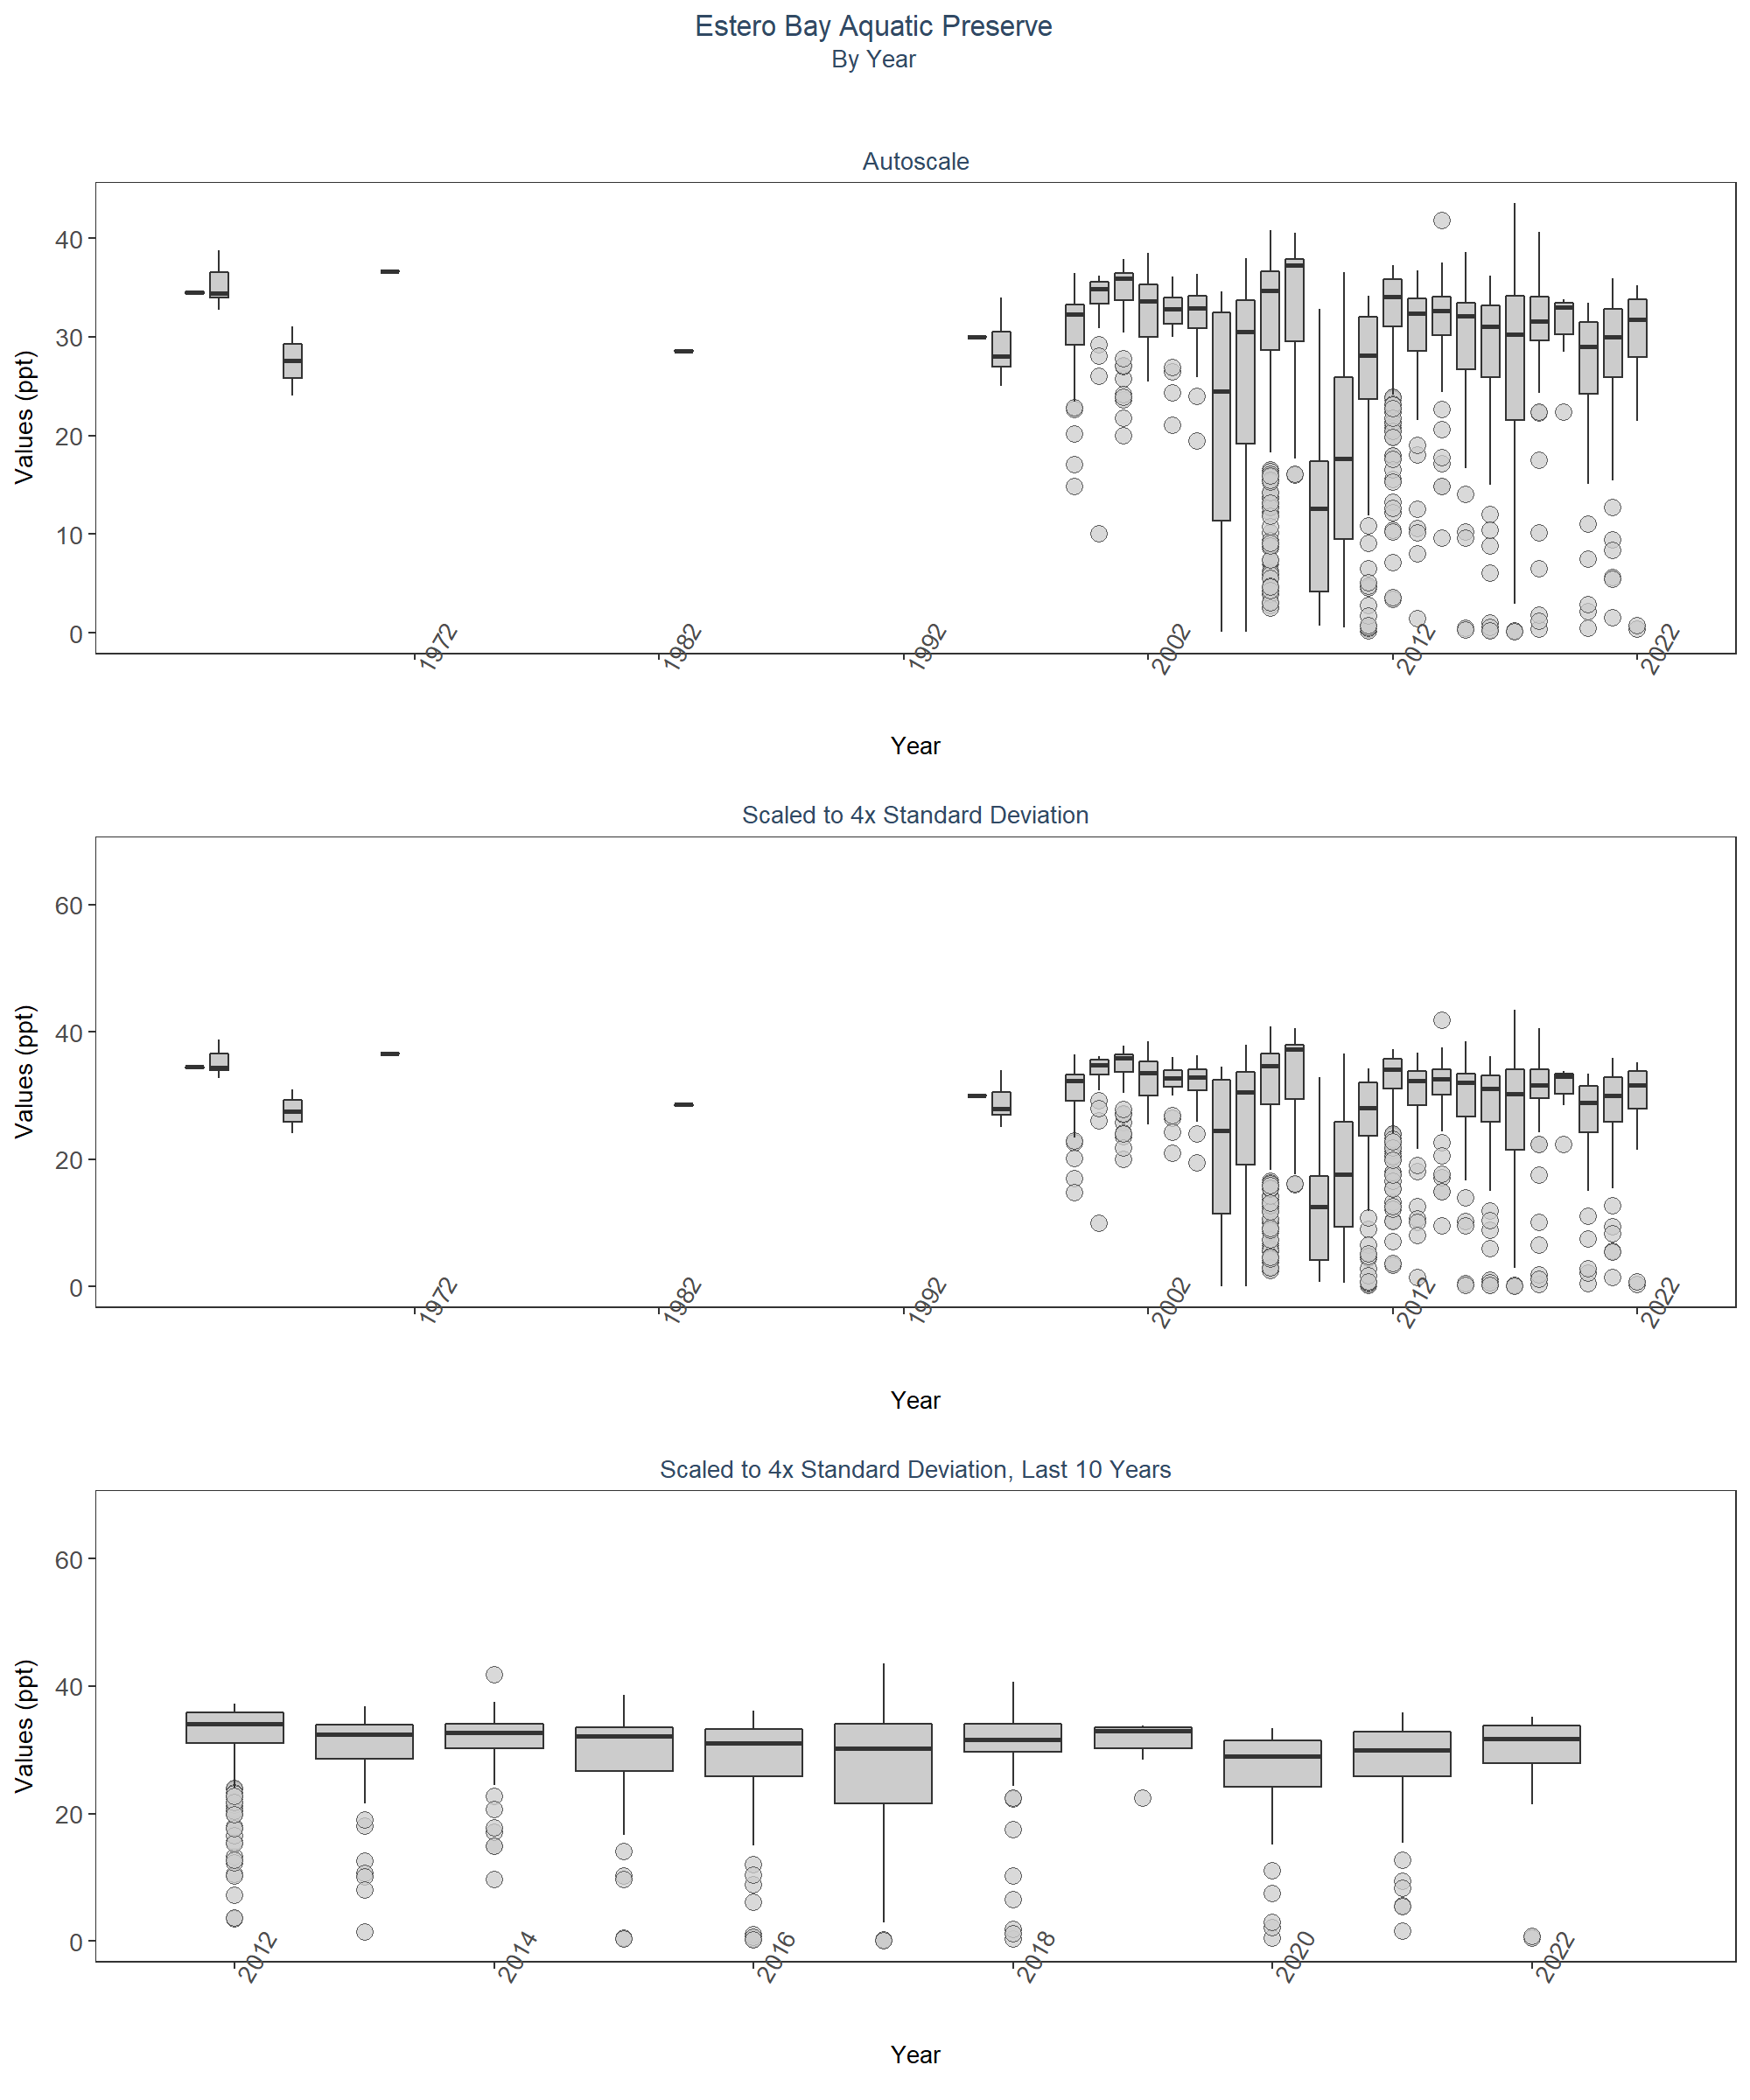 Estero Bay Aquatic Preserve
By Year
Autoscale
Values (ppt)
40
30
20
10
0
1972
1982
1992
2002
2012
2022
Year
Scaled to 4x Standard Deviation
Values (ppt)
60
40
20
0
1972
1982
1992
2002
2012
2022
Year
Scaled to 4x Standard Deviation, Last 10 Years
Values (ppt)
60
40
20
0
2012
2014
2016
2018
2020
2022
Year